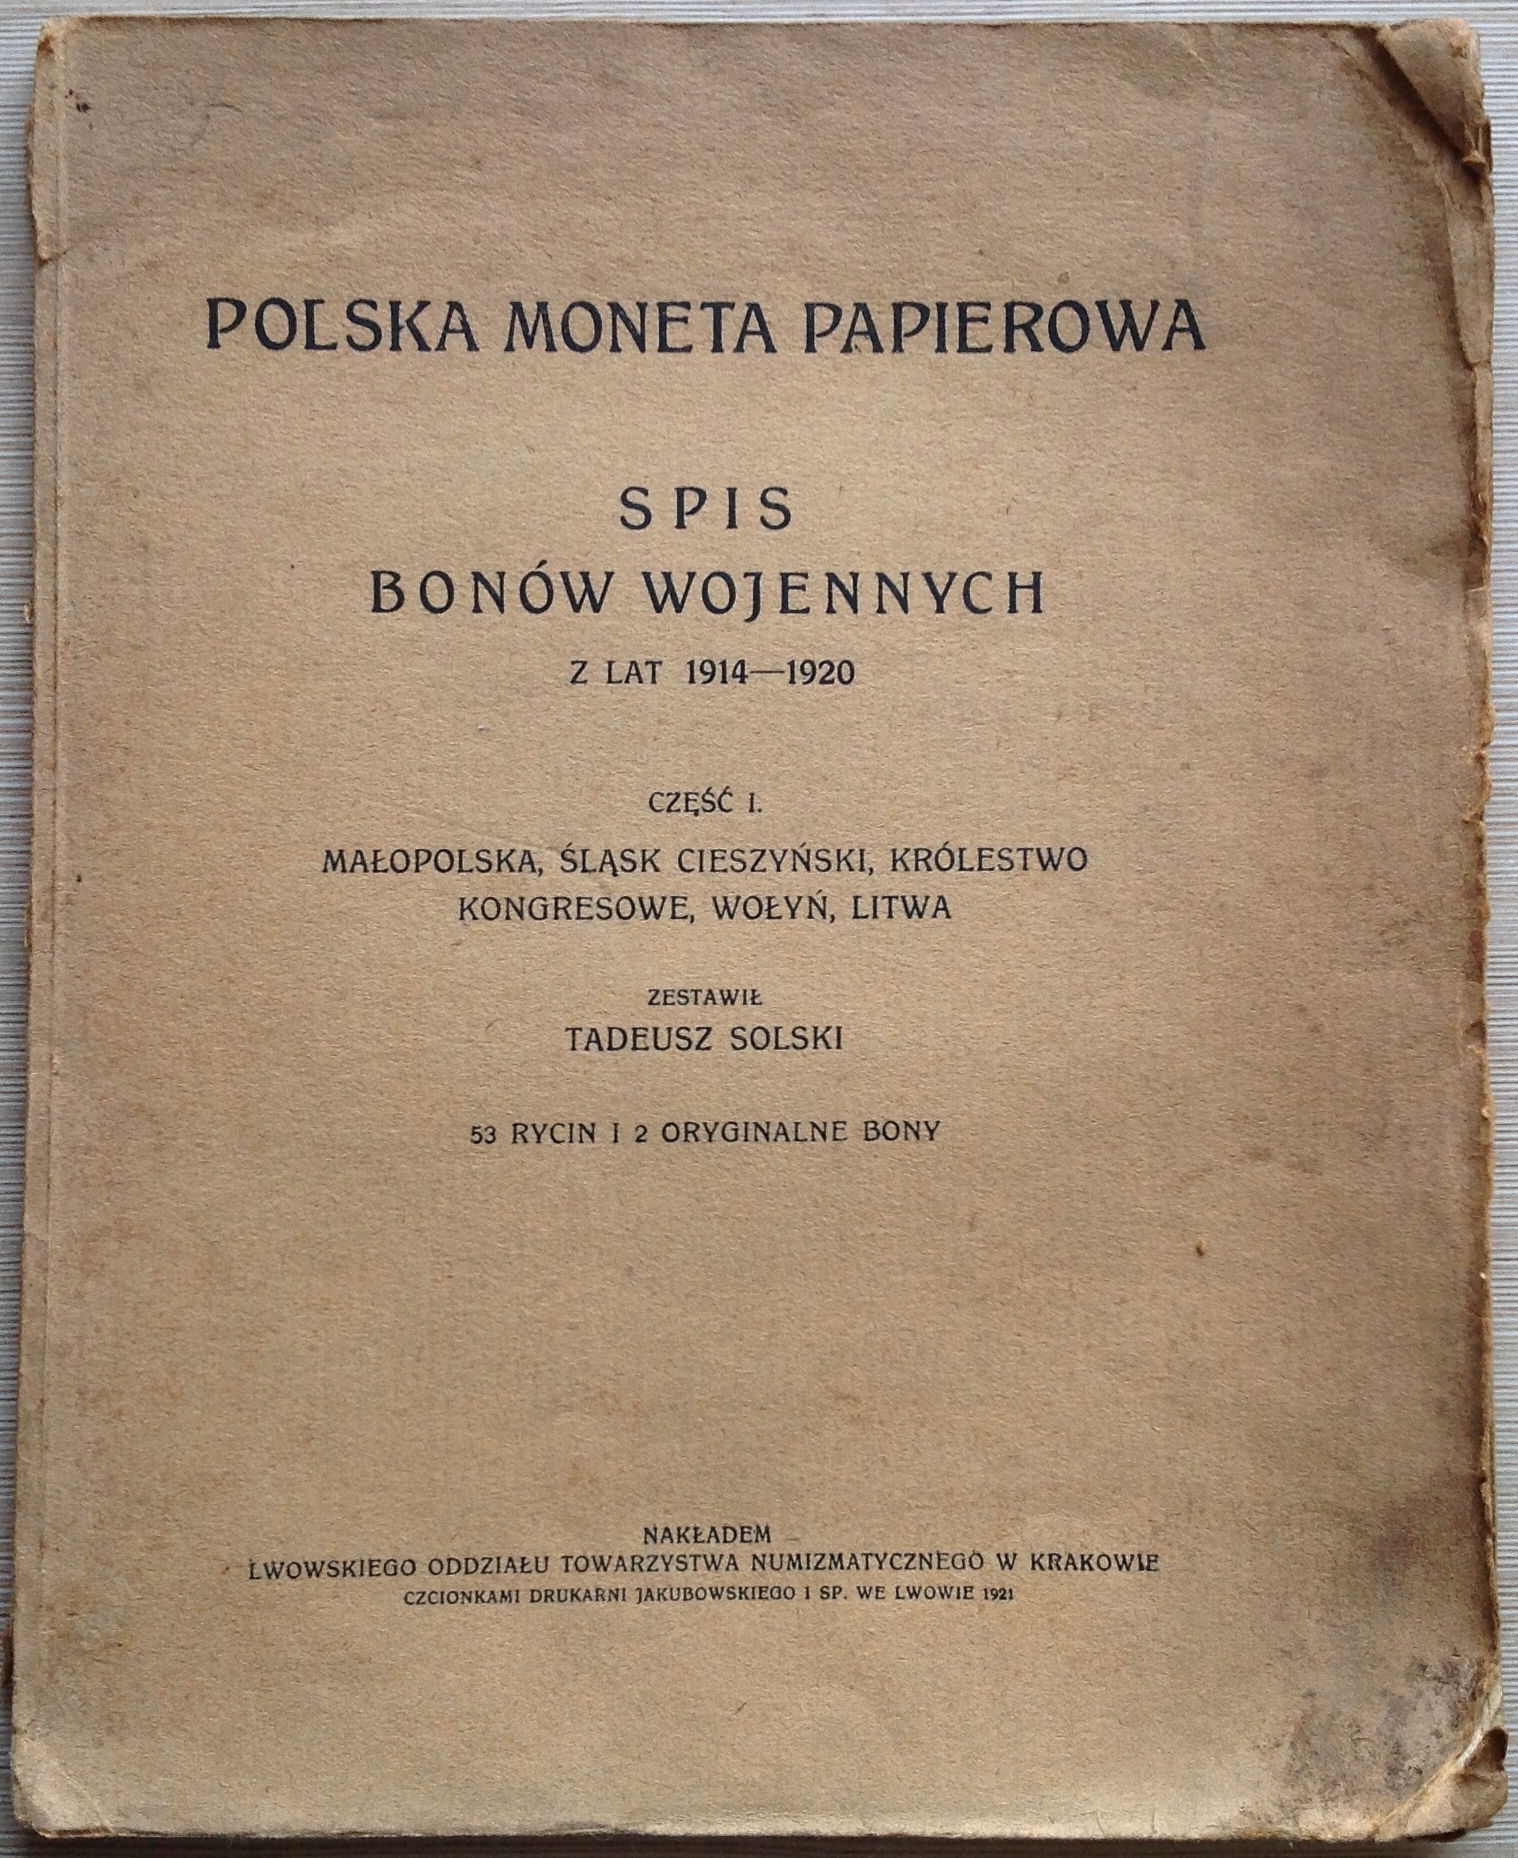 POLSKA MONETA PAPIEROWA
SPIS
BONÓW WOJENNYCH
Z LAT 1914—1920
CZĘŚĆ I.
MAŁOPOLSKA, ŚLĄSK CIESZYŃSKI, KRÓLESTWO
KONGRESOWE, WOŁYŃ, LITWA
ZESTAWIŁ
TADEUSZ SOLSKI
53 RYCIN I 2 ORYGINALNE BONY
NAKŁADEM
LWOWSKIEGO ODDZIAŁU TOWARZYSTWA NUMIZMATYCZNEGO W KRAKOWIE
CZCIONKAMI DRUKARNI JAKUBOWSKIEGO I SP. WE LWOWIE 1921